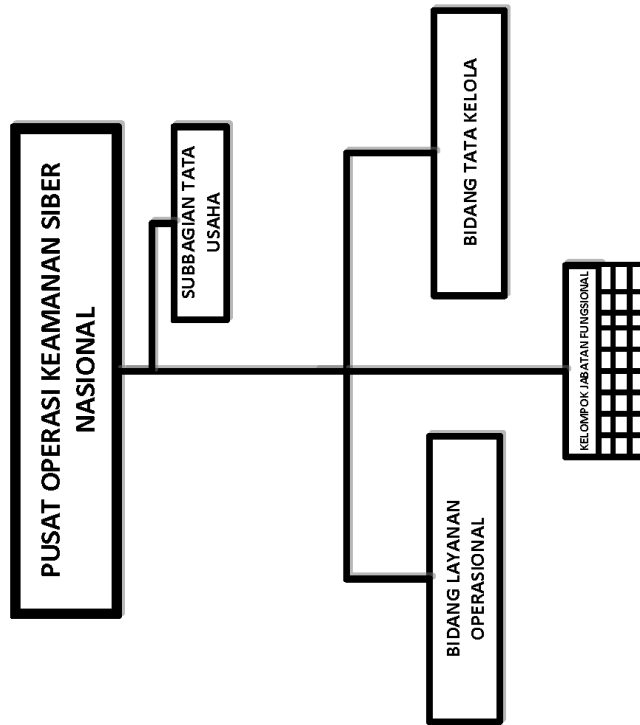 PUSAT OPERASI KEAMANAN SIBER
NASIONAL
SUBBAGIAN TATA
USAHA
BIDANG LAYANAN
OPERASIONAL
BIDANG TATA KELOLA
KELOMPOK JABATAN FUNGSIONAL